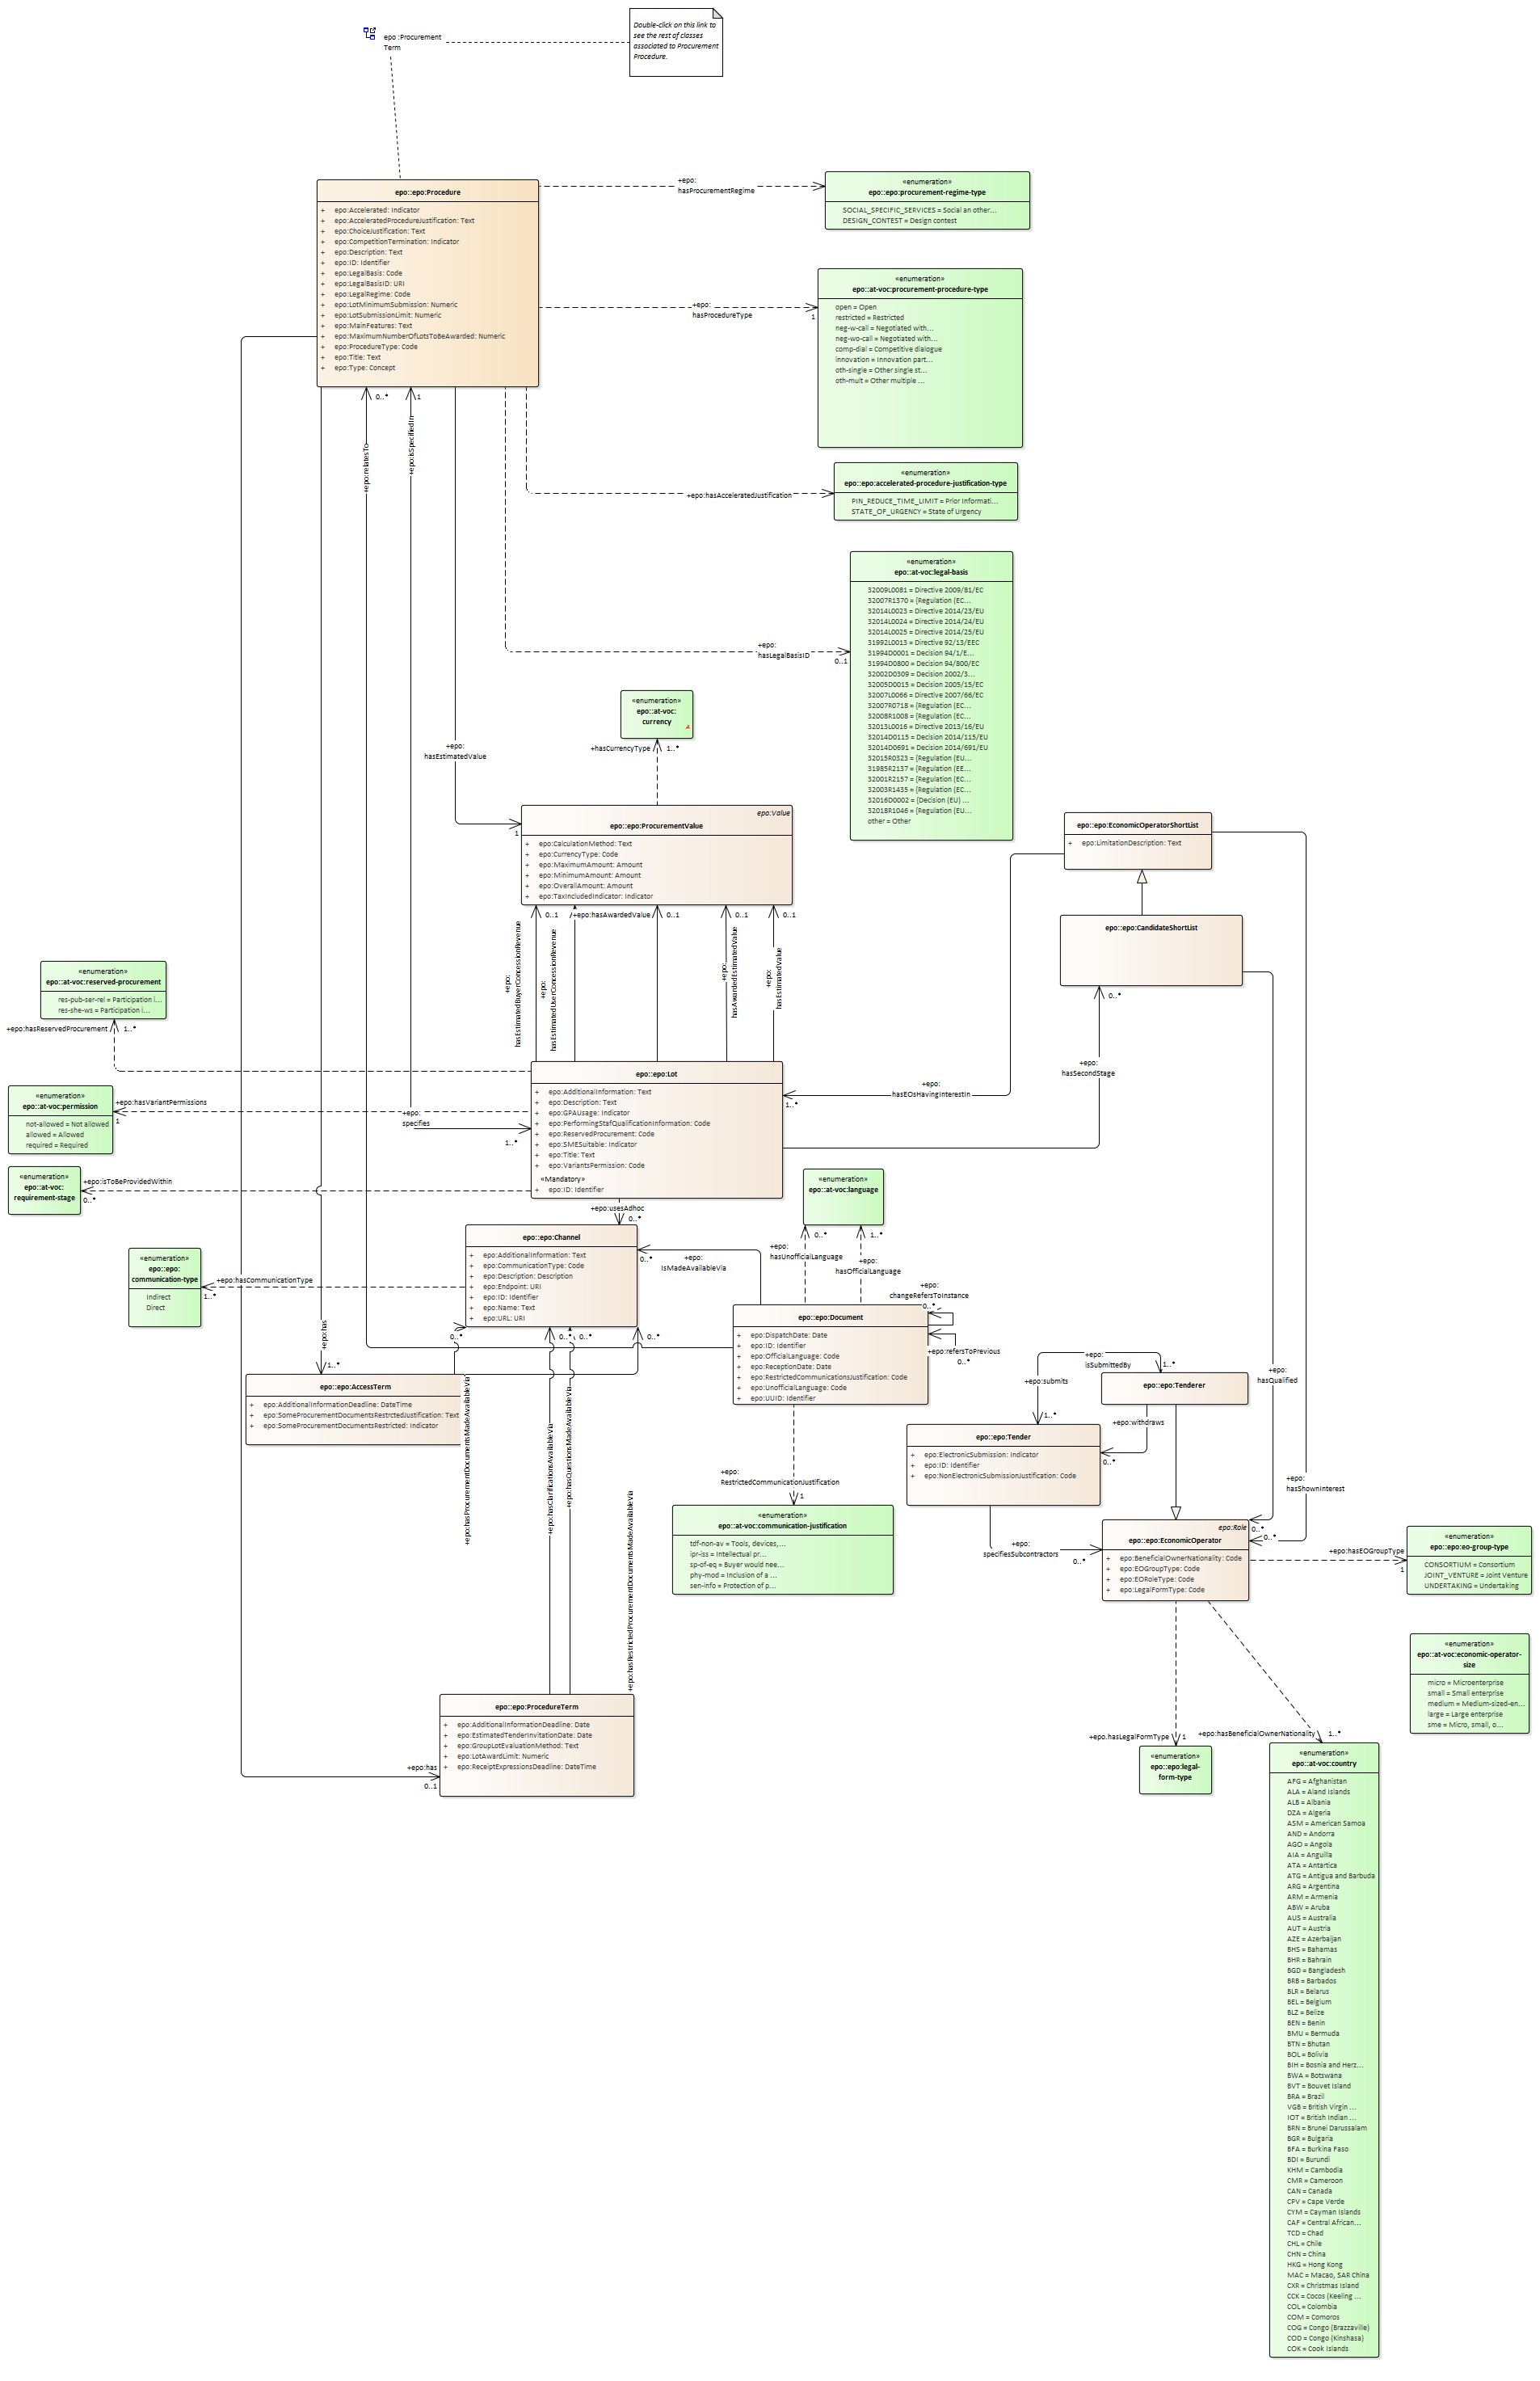 epo :Procurement
Term
Double-click on this link to
see the rest of classes
associated to Procurement
Procedure.
epo::epo:Procedure
+ epo:Accelerated: Indicator
+ epo:AcceleratedProcedureJustification: Text
+ epo:ChoiceJustification: Text
+ epo:CompetitionTermination: Indicator
+ epo:Description: Text
+ epo:ID: Identifier
+ epo:LegalBasis: Code
+ epo:LegalBasisID: URI
+ epo:LegalRegime: Code
+ epo:LotMinimumSubmission: Numeric
+ epo:LotSubmissionLimit: Numeric
+ epo:MainFeatures: Text
+ epo:MaximumNumberOfLotsToBeAwarded: Numeric
+ epo:ProcedureType: Code
+ epo:Title: Text
+ epo:Type: Concept
+epo:
hasProcurementRegime
«enumeration»
epo::epo:procurement-regime-type
SOCIAL_SPECIFIC_SERVICES = Social an other...
DESIGN_CONTEST = Design contest
+epo:
hasProcedureType
1
«enumeration»
epo::at-voc:procurement-procedure-type
open = Open
restricted = Restricted
neg-w-call = Negotiated with...
neg-wo-call = Negotiated with...
comp-dial = Competitive dialogue
innovation = Innovation part...
oth-single = Other single st...
oth-mult = Other multiple ...
0..*
1
+epo:relatesTo
+epo:isSpecifiedIn
+epo:hasAcceleratedJustification
«enumeration»
epo::epo:accelerated-procedure-justification-type
PIN_REDUCE_TIME_LIMIT = Prior Informati...
STATE_OF_URGENCY = State of Urgency
+epo:
hasLegalBasisID
0..1
«enumeration»
epo::at-voc:legal-basis
32009L0081 = Directive 2009/81/EC
32007R1370 = (Regulation (EC...
32014L0023 = Directive 2014/23/EU
32014L0024 = Directive 2014/24/EU
32014L0025 = Directive 2014/25/EU
31992L0013 = Directive 92/13/EEC
31994D0001 = Decision 94/1/E...
31994D0800 = Decision 94/800/EC
32002D0309 = Decision 2002/3...
32005D0015 = Decision 2005/15/EC
32007L0066 = Directive 2007/66/EC
32007R0718 = (Regulation (EC...
32008R1008 = (Regulation (EC...
32013L0016 = Directive 2013/16/EU
32014D0115 = Decision 2014/115/EU
32014D0691 = Decision 2014/691/EU
32015R0323 = (Regulation (EU...
31985R2137 = (Regulation (EE...
32001R2157 = (Regulation (EC...
32003R1435 = (Regulation (EC...
32016D0002 = (Decision (EU) ...
32018R1046 = (Regulation (EU...
other = Other
«enumeration»
epo::at-voc:
currency
A
+hasCurrencyType
1..*
+epo:
hasEstimatedValue
1
epo:Value
epo::epo:ProcurementValue
+ epo:CalculationMethod: Text
+ epo:CurrencyType: Code
+ epo:MaximumAmount: Amount
+ epo:MinimumAmount: Amount
+ epo:OverallAmount: Amount
+ epo:TaxIncludedIndicator: Indicator
epo::epo:EconomicOperatorShortList
+ epo:LimitationDescription: Text
epo::epo:CandidateShortList
0..*
0..1
+epo:hasAwardedValue
0..1
0..1
0..1
+epo:
hasEstimatedBuyerConcessionRevenue
+epo:
hasEstimatedUserConcessionRevenue
+epo:
hasAwardedEstimatedValue
+epo:
hasEstimatedValue
«enumeration»
epo::at-voc:reserved-procurement
res-pub-ser-rei = Participation i...
res-she-ws = Participation i...
+epo:hasReservedProcurement
1..*
epo::epo:Lot
+ epo:AdditionalInformation: Text
+ epo:Description: Text
+ epo:GPAUsage: Indicator
+ epo:PerformingStafQualificationInformation: Code
+ epo:ReservedProcurement: Code
+ epo:SMESuitable: Indicator
+ epo:Title: Text
+ epo:VariantsPermission: Code
«Mandatory»
+ epo:ID: Identifier
+epo:
hasSecondStage
+epo:
hasEOsHavingInterestIn
1..*
«enumeration»
epo::at-voc:permission
not-allowed = Not allowed
allowed = Allowed
required = Required
+epo:hasVariantPermissions
1
+epo:
specifies
1..*
«enumeration»
epo::at-voc:
requirement-stage
+epo:isToBeProvidedWithin
0..*
+epo:usesAdhoc
0..*
epo::epo:Channel
+ epo:AdditionalInformation: Text
+ epo:CommunicationType: Code
+ epo:Description: Description
+ epo:Endpoint: URI
+ epo:ID: Identifier
+ epo:Name: Text
+ epo:URL: URI
«enumeration»
epo::epo:
communication-type
Indirect
Direct
+epo:hasCommunicationType
1..*
0..*
+epo:
IsMadeAvailableVia
«enumeration»
epo::at-voc:language
0..*
1..*
+epo:
hasUnofficialLanguage
+epo:
hasOfficialLanguage
+epo:
changeRefersToInstance
0..*
epo::epo:Document
+ epo:DispatchDate: Date
+ epo:ID: Identifier
+ epo:OfficialLanguage: Code
+ epo:ReceptionDate: Date
+ epo:RestrictedCommunicationsJustification: Code
+ epo:UnofficialLanguage: Code
+ epo:UUID: Identifier
+epo:refersToPrevious
0..*
0..*
0..*
0..*
0..*
+epo:has
1..*
epo::epo:AccessTerm
+ epo:AdditionalInformationDeadline: DateTime
+ epo:SomeProcurementDocumentsRestrctedJustification: Text
+ epo:SomeProcurementDocumentsRestricted: Indicator
+epo:hasProcurementDocumentsMadeAvailableVia
+epo:hasClarificationsAvailableVia
+epo:hasQuestionsMadeAvailableVia
+epo:hasRestrictedProcurementDocumentsMadeAvailableVia
+epo:
isSubmittedBy
1..*
+epo:submits
1..*
epo::epo:Tenderer
+epo:withdraws
0..*
epo::epo:Tender
+ epo:ElectronicSubmission: Indicator
+ epo:ID: Identifier
+ epo:NonElectronicSubmissionJustification: Code
+epo:
hasQualified
+epo:
hasShownInterest
+epo:
RestrictedCommunicationJustification
1
«enumeration»
epo::at-voc:communication-justification
tdf-non-av = Tools, devices,...
ipr-iss = Intellectual pr...
sp-of-eq = Buyer would nee...
phy-mod = Inclusion of a ...
sen-info = Protection of p...
+epo:
specifiesSubcontractors
0..*
epo:Role
epo::epo:EconomicOperator
+ epo:BeneficialOwnerNationality: Code
+ epo:EOGroupType: Code
+ epo:EORoleType: Code
+ epo:LegalFormType: Code
0..*
0..*
+epo:hasEOGroupType
1
«enumeration»
epo::epo:eo-group-type
CONSORTIUM = Consortium
JOINT_VENTURE = Joint Venture
UNDERTAKING = Undertaking
«enumeration»
epo::at-voc:economic-operator-
size
micro = Microenterprise
small = Small enterprise
medium = Medium-sized-en...
large = Large enterprise
sme = Micro, small, o...
epo::epo:ProcedureTerm
+ epo:AdditionalInformationDeadline: Date
+ epo:EstimatedTenderInvitationDate: Date
+ epo:GroupLotEvaluationMethod: Text
+ epo:LotAwardLimit: Numeric
+ epo:ReceiptExpressionsDeadline: DateTime
+epo:has
0..1
+epo.hasLegalFormType
1
«enumeration»
epo::epo:legal-
form-type
+epo:hasBeneficialOwnerNationality
1..*
«enumeration»
epo::at-voc:country
AFG = Afghanistan
ALA = Aland Islands
ALB = Albania
DZA = Algeria
ASM = American Samoa
AND = Andorra
AGO = Angola
AIA = Anguilla
ATA = Antartica
ATG = Antigua and Barbuda
ARG = Argentina
ARM = Armenia
ABW = Aruba
AUS = Australia
AUT = Austria
AZE = Azerbaijan
BHS = Bahamas
BHR = Bahrain
BGD = Bangladesh
BRB = Barbados
BLR = Belarus
BEL = Belgium
BLZ = Belize
BEN = Benin
BMU = Bermuda
BTN = Bhutan
BOL = Bolivia
BIH = Bosnia and Herz...
BWA = Botswana
BVT = Bouvet Island
BRA = Brazil
VGB = British Virgin ...
IOT = British Indian ...
BRN = Brunei Darussalam
BGR = Bulgaria
BFA = Burkina Faso
BDI = Burundi
KHM = Cambodia
CMR = Cameroon
CAN = Canada
CPV = Cape Verde
CYM = Cayman Islands
CAF = Central African...
TCD = Chad
CHL = Chile
CHN = China
HKG = Hong Kong
MAC = Macao, SAR China
CXR = Christmas Island
CCK = Cocos (Keeling ...
COL = Colombia
COM = Comoros
COG = Congo (Brazzaville)
COD = Congo (Kinshasa)
COK = Cook Islands